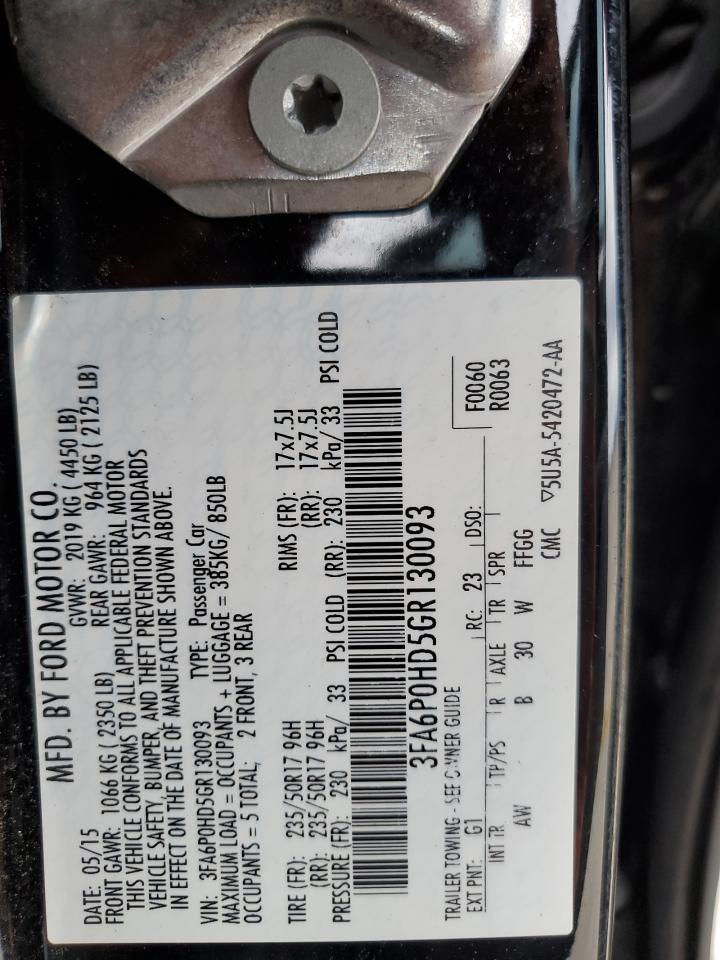 MFD. BY FORD MOTOR CO.
DATE: 05/15 GVWR: 2019 KG ( 4450 LB)
FRONT GAWR: 1066 KG ( 2350 LB) REAR GAWR: 964 KG ( 2125 LB)
THIS VEHICLE CONFORMS TO ALL APPLICABLE FEDERAL MOTOR
VEHICLE SAFETY, BUMPER, AND THEFT PREVENTION STANDARDS
IN EFFECT ON THE DATE OF MANUFACTURE SHOWN ABOVE.
VIN: 3FA6P0HD5GR130093 TYPE: Passenger Car
MAXIMUM LOAD = OCCUPANTS + LUGGAGE = 385KG/ 850LB
OCCUPANTS = 5 TOTAL; 2 FRONT, 3 REAR
TIRE (FR): 235/50R17 96H RIMS (FR): 17x7.5J
(RR): 235/50R17 96H (RR): 17x7.5J
PRESSURE (FR): 230 kPa/ 33 PSI COLD (RR): 230 kPa/ 33 PSI COLD
3FA6P0HD5GR130093
TRAILER TOWING - SEE OWNER GUIDE F0060
R0063
EXT PNT: G1 RC: 23 DSO:
INT TR TP/PS R AXLE TR SPR
AW B 30 W FFGG
CMC ▽5U5A-5420472-AA